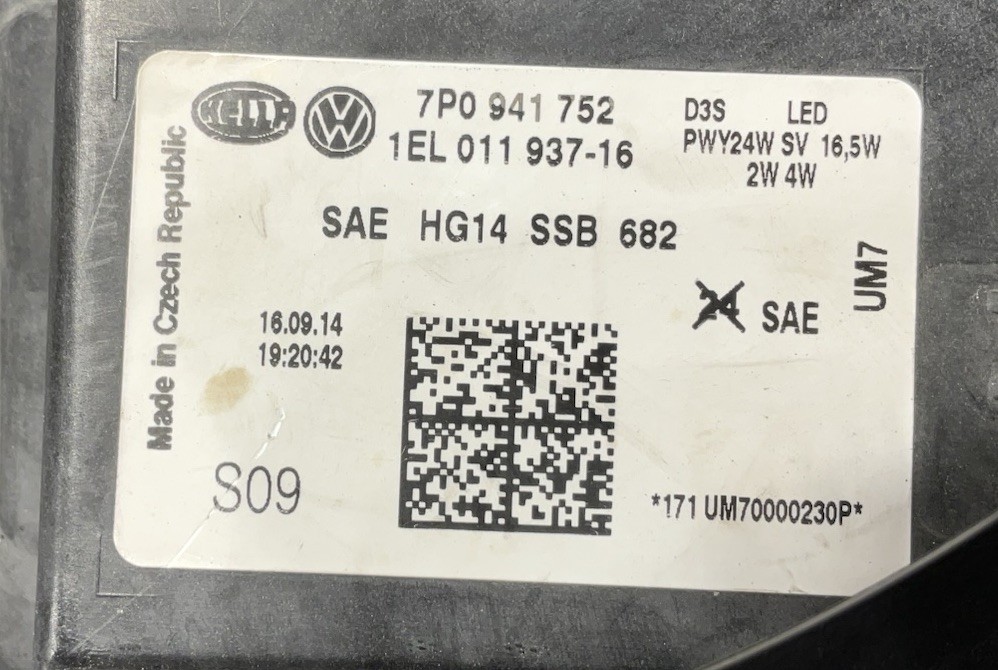 HELLA
7P0 941 752
1EL 011 937-16
D3S LED
PWY24W SV 16,5W
2W 4W
SAE HG14 SSB 682
Made in Czech Republic
UM7
24 SAE
16.09.14
19:20:42
S09
*171 UM70000230P*